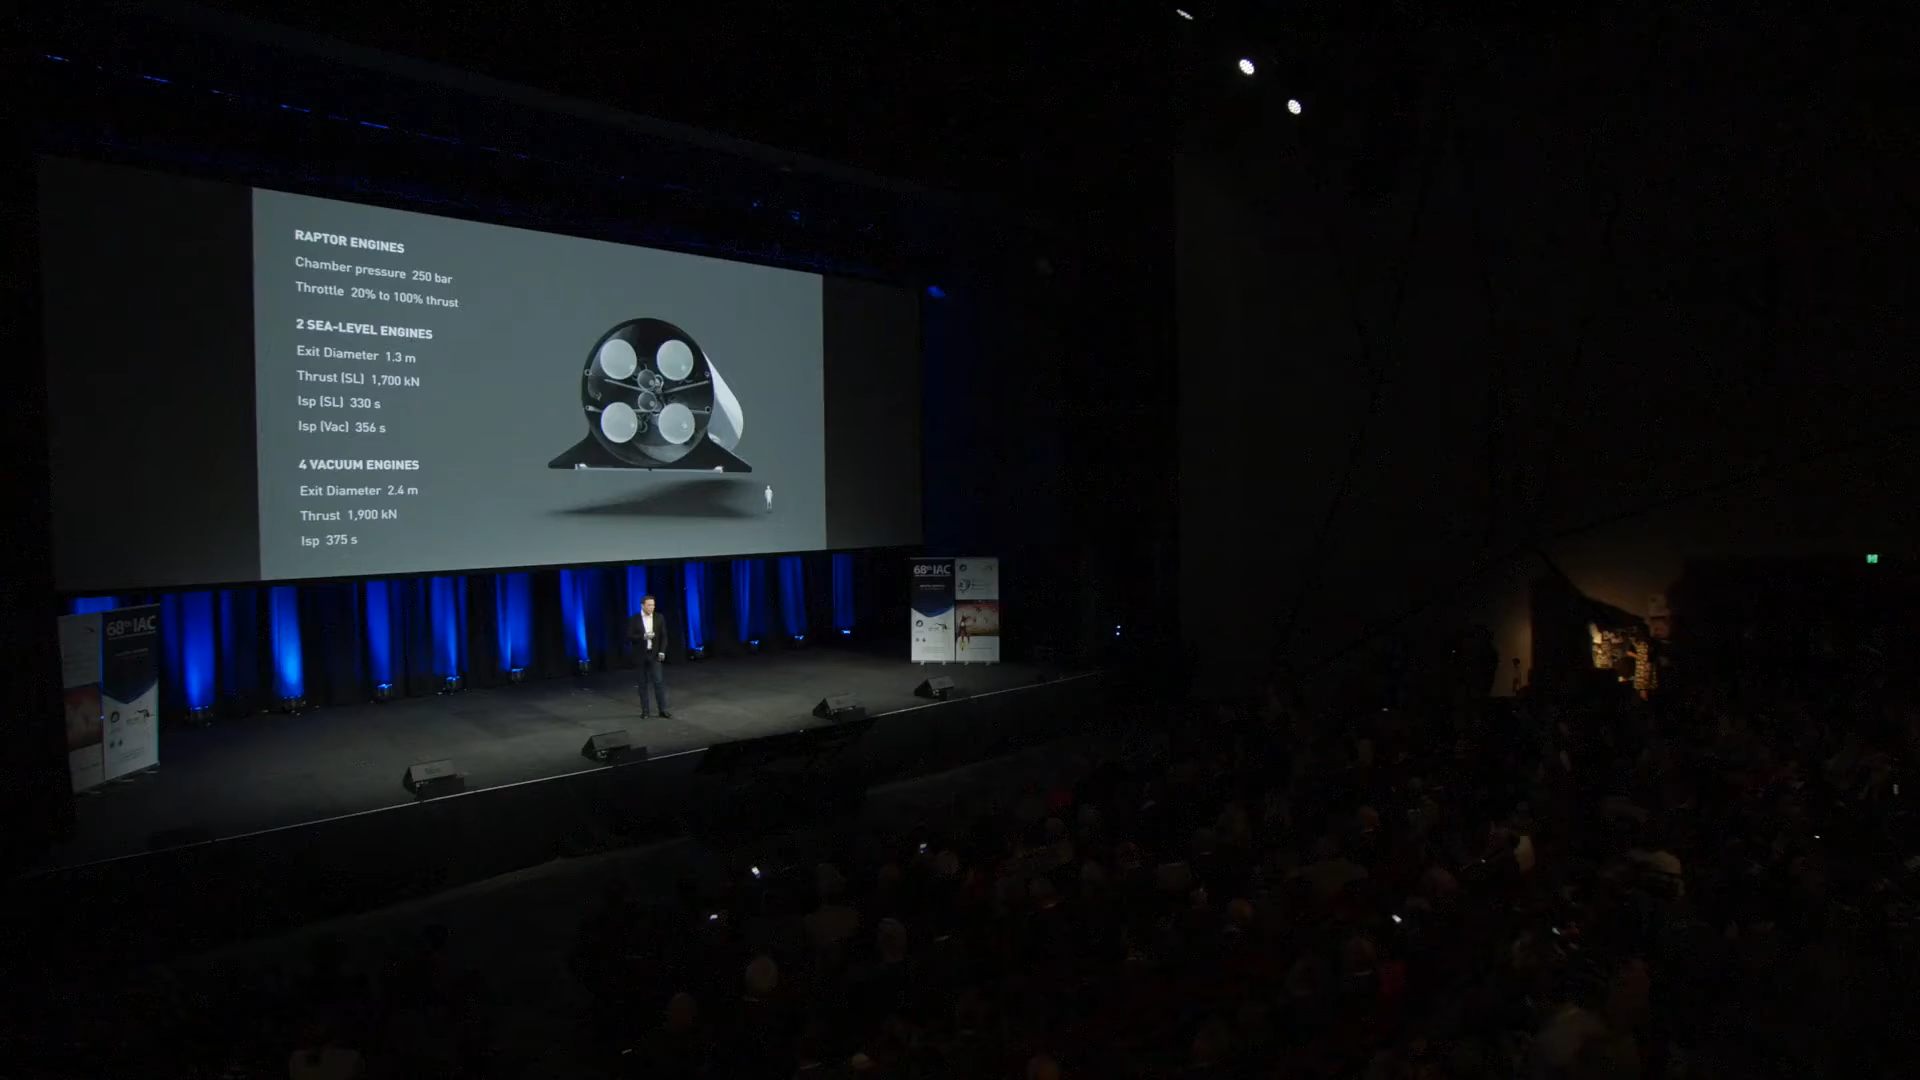 RAPTOR ENGINES
Chamber pressure 250 bar
Throttle 20% to 100% thrust
2 SEA-LEVEL ENGINES
Exit Diameter 1.3 m
Thrust (SL) 1,700 kN
Isp (SL) 330 s
Isp (Vac) 356 s
4 VACUUM ENGINES
Exit Diameter 2.4 m
Thrust 1,900 kN
Isp 375 s
68th IAC
68th IAC